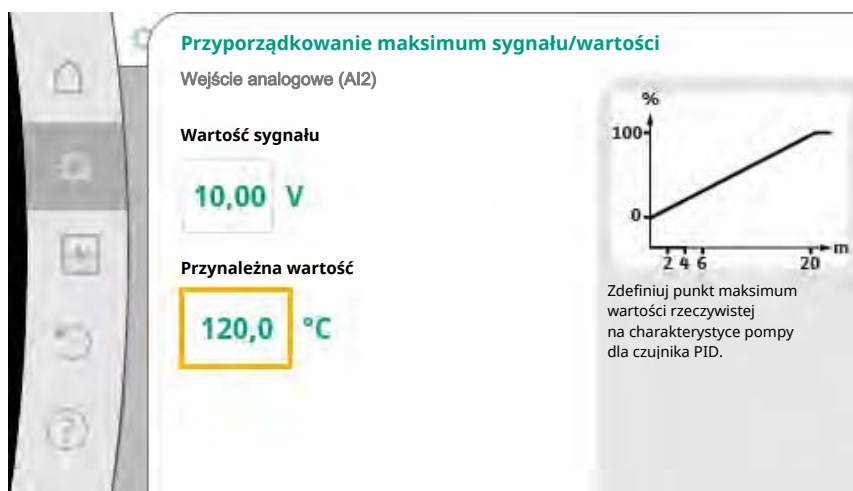 Przyporządkowanie maksimum sygnału/wartości
Wejście analogowe (AI2)
Wartość sygnału
10,00 V
Przynależna wartość
120,0 °C
%
100
0
2 4 6 20 m
Zdefiniuj punkt maksimum
wartości rzeczywistej
na charakterystyce pompy
dla czujnika PID.
?